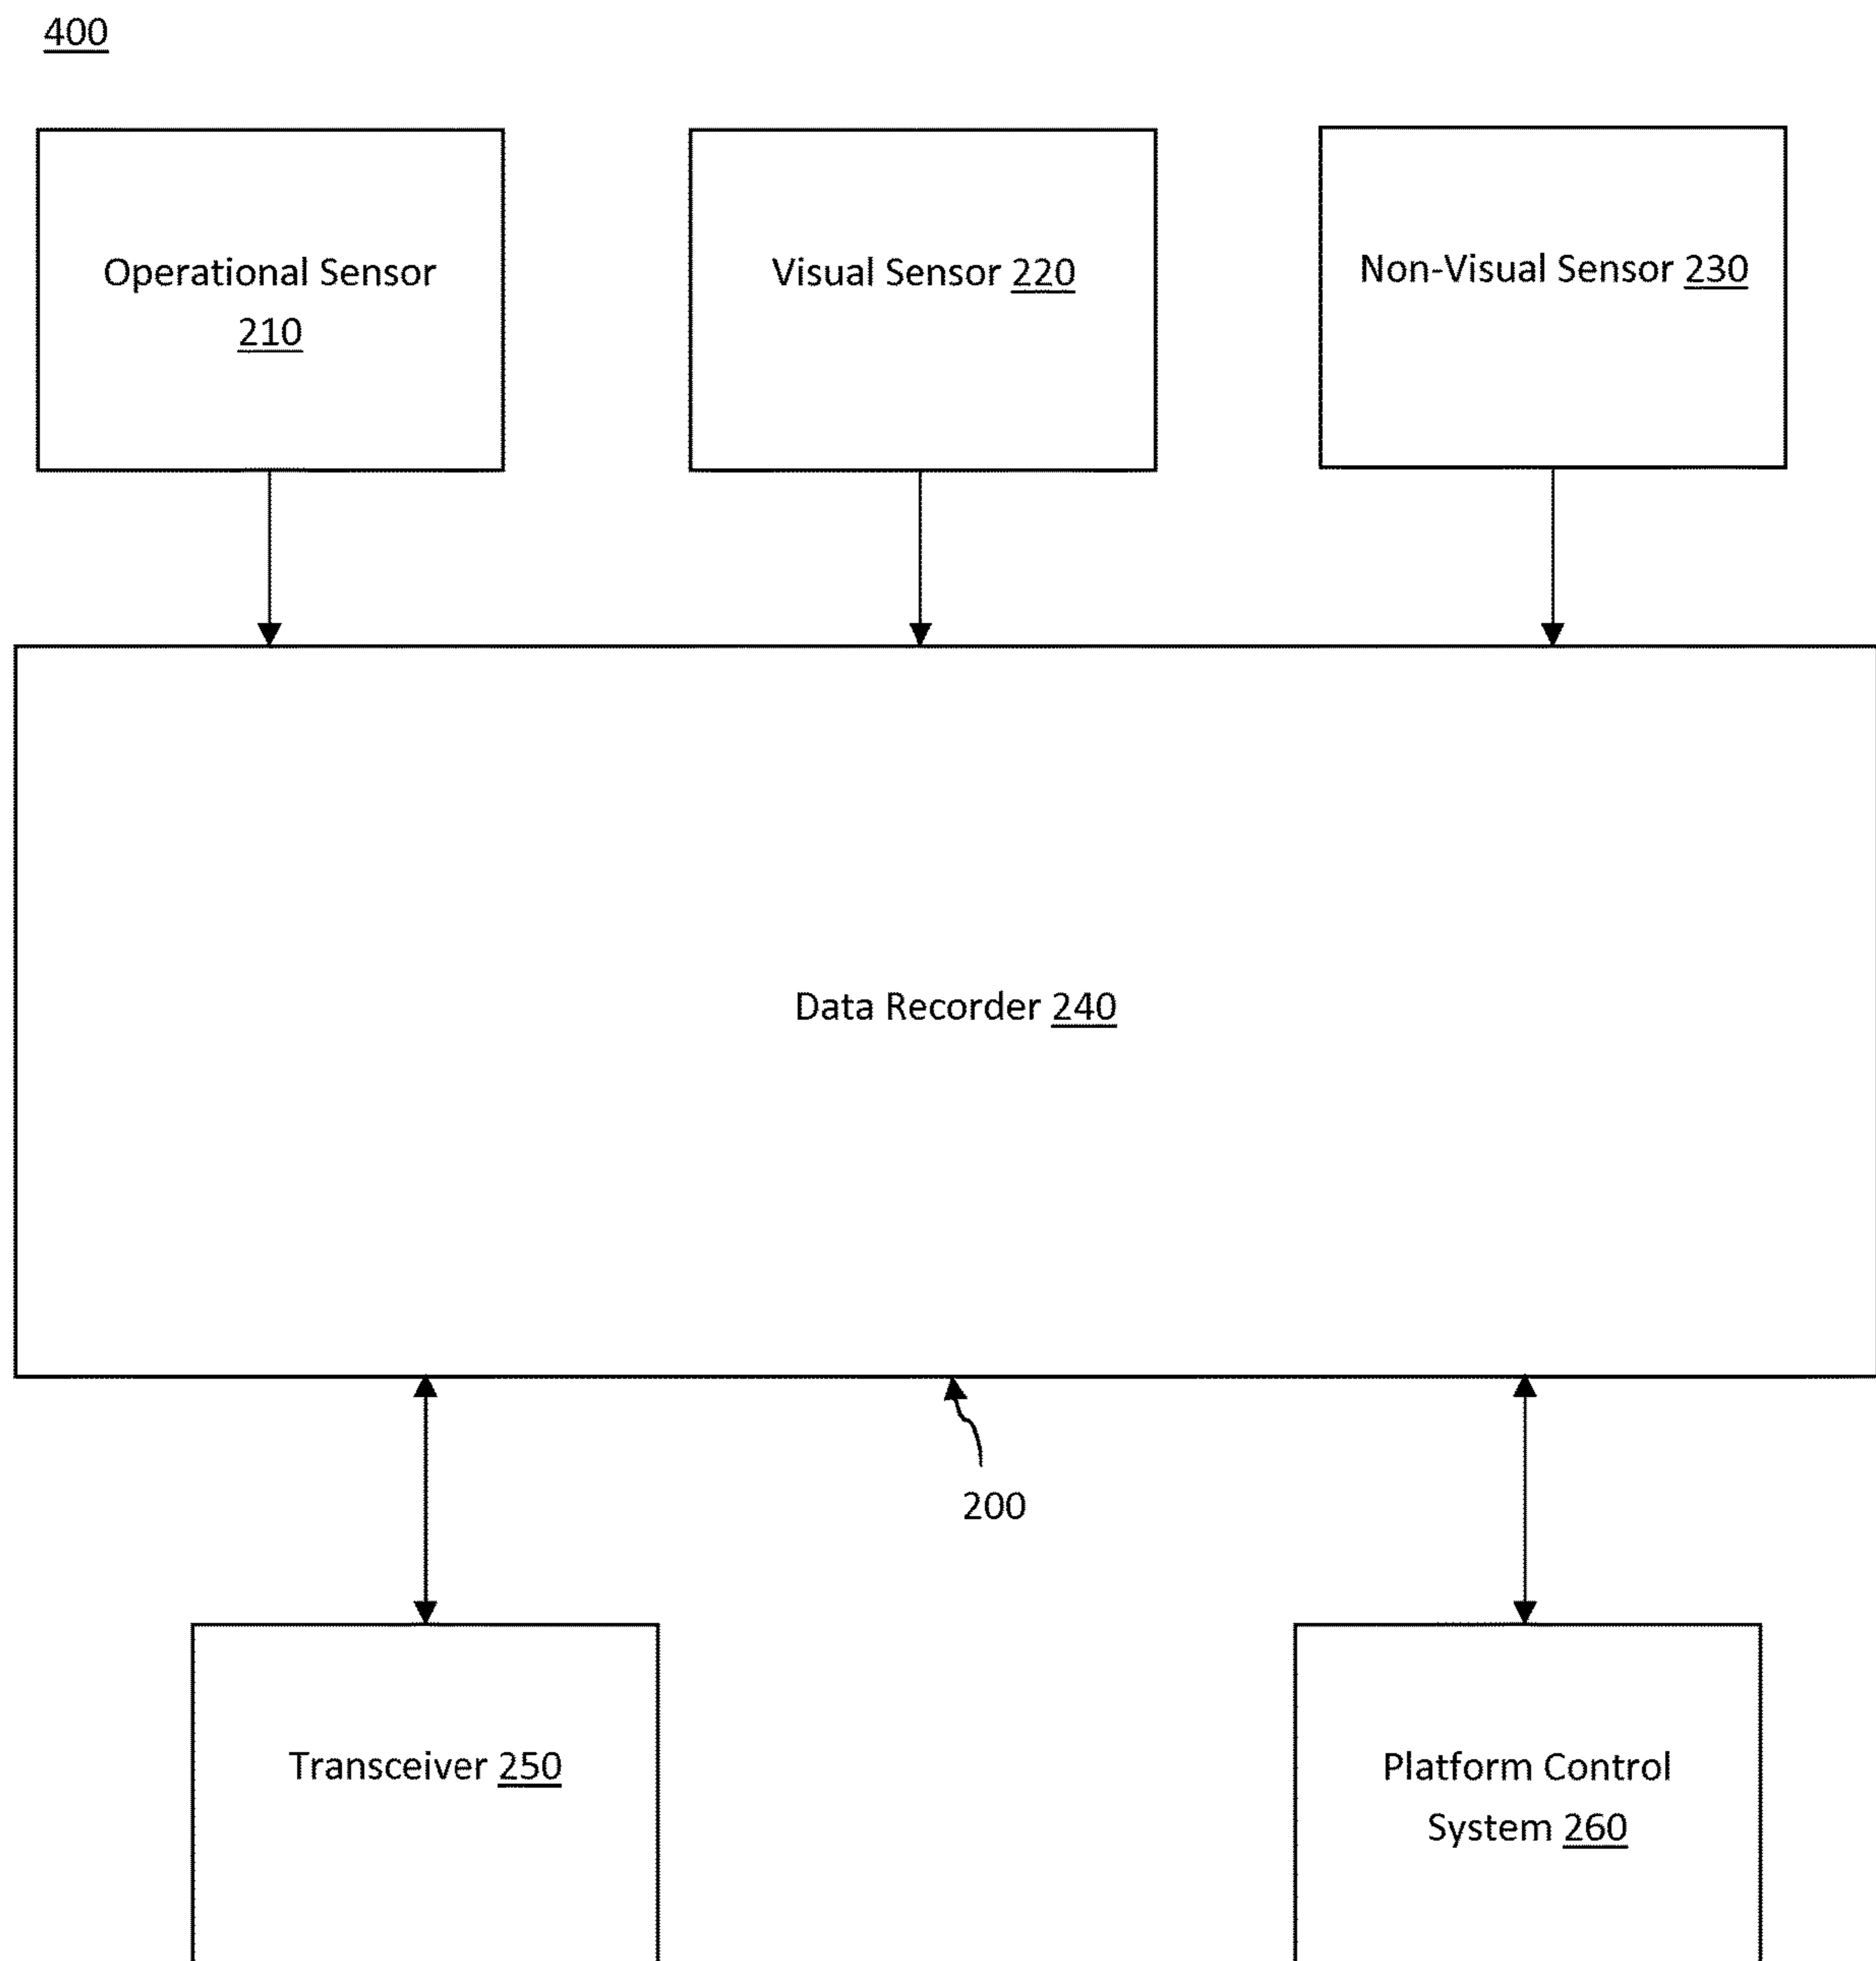 400
Operational Sensor
210
Visual Sensor 220
Non-Visual Sensor 230
Data Recorder 240
200
Transceiver 250
Platform Control
System 260